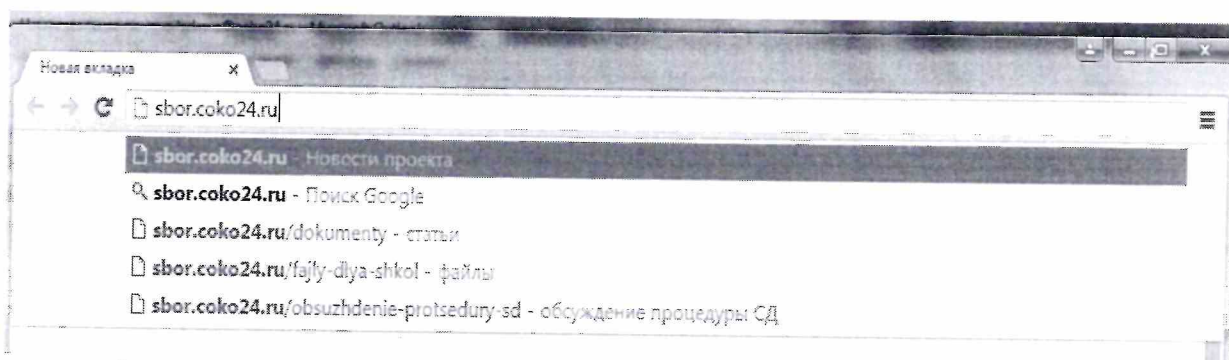 Новая вкладка
sbor.coko24.ru
sbor.coko24.ru - Новости проекта
sbor.coko24.ru - Поиск Google
sbor.coko24.ru/dokumenty - статьи
sbor.coko24.ru/fajly-dlya-shkol - файлы
sbor.coko24.ru/obsuzhdenie-protsedury-sd - обсуждение процедуры СД